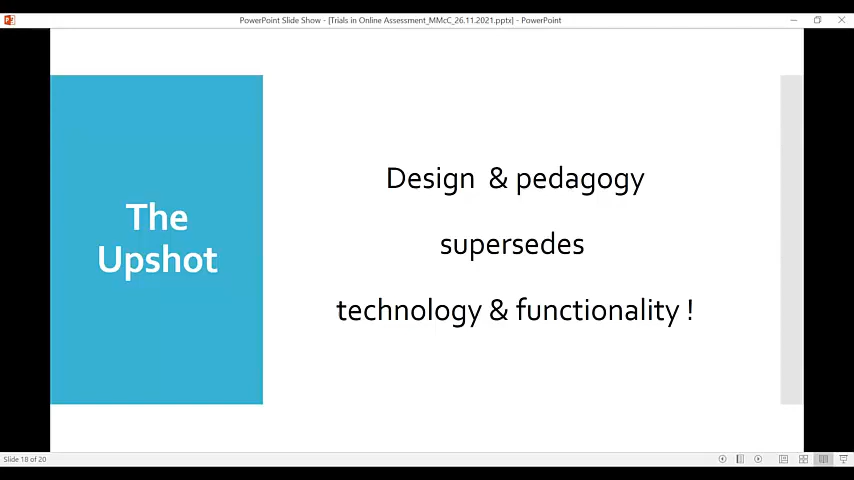 PowerPoint Slide Show - [Trials in Online Assessment_MMcC_26.11.2021.pptx] - PowerPoint
The
Upshot
Design & pedagogy
supersedes
technology & functionality !
Slide 18 of 20